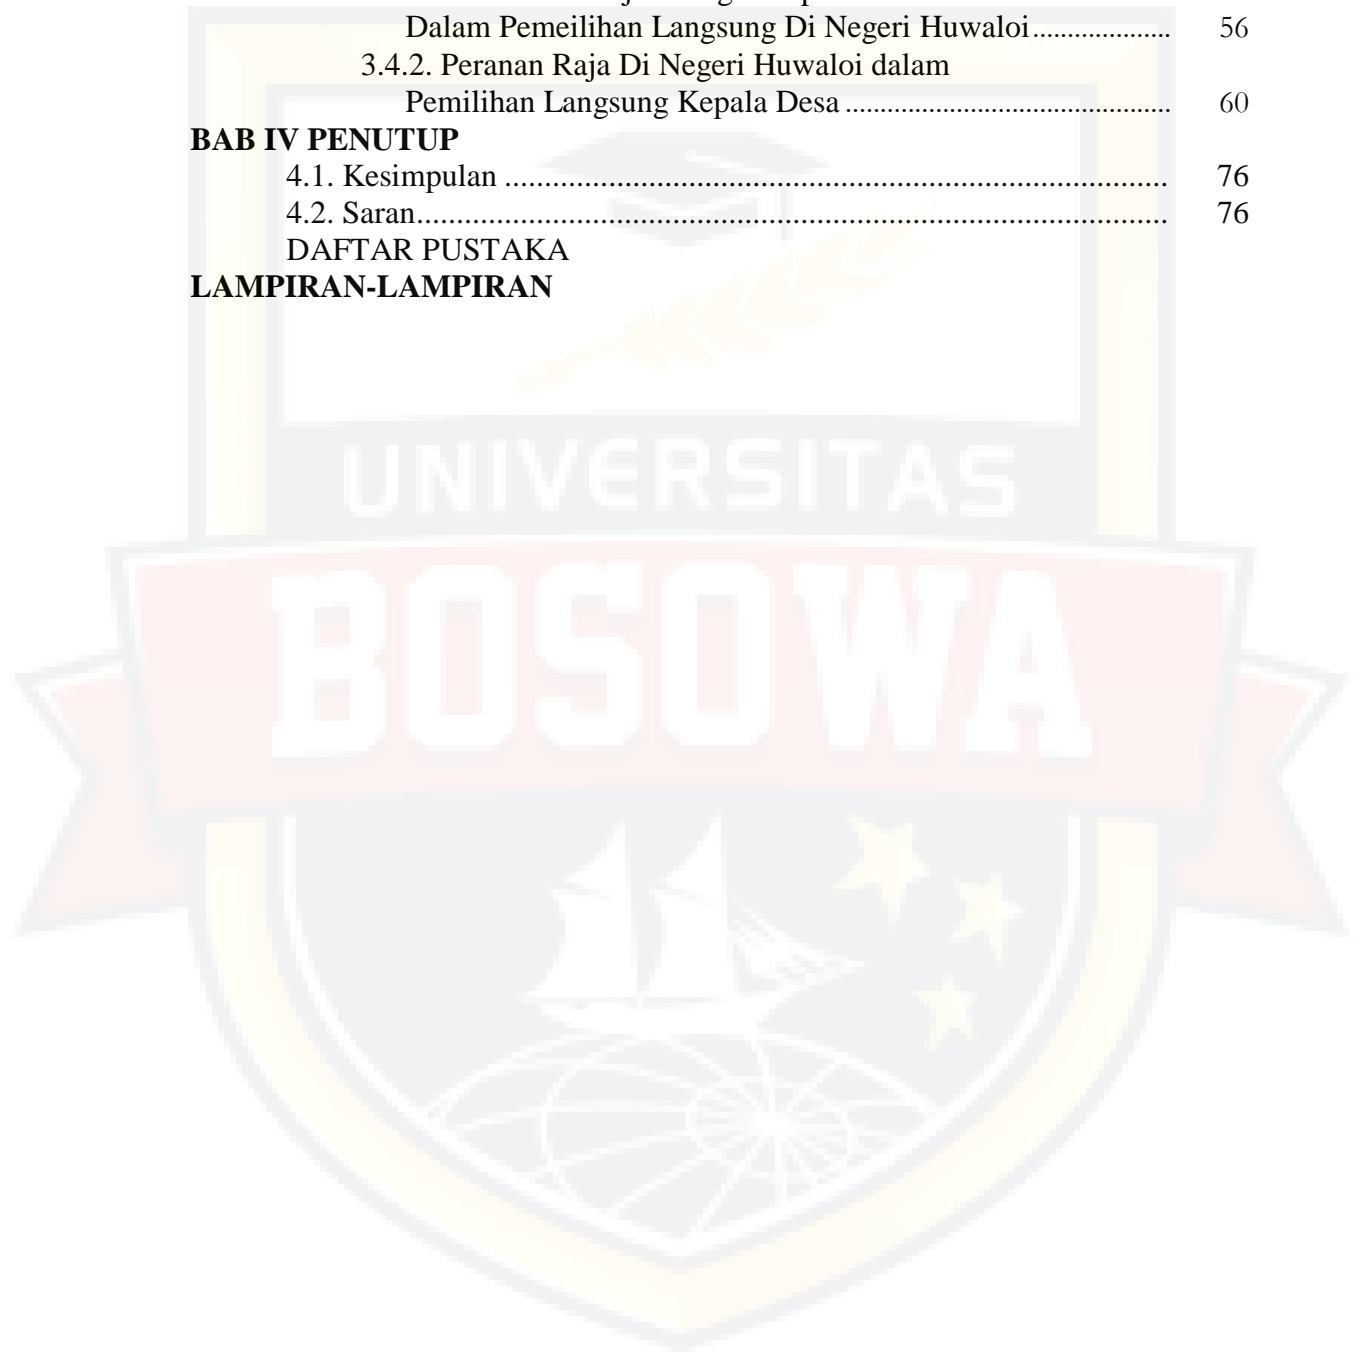 Dalam Pemeilihan Langsung Di Negeri Huwaloi.................... 56
3.4.2. Peranan Raja Di Negeri Huwaloi dalam
Pemilihan Langsung Kepala Desa ............................................... 60
BAB IV PENUTUP
4.1. Kesimpulan .................................................................................... 76
4.2. Saran............................................................................................... 76
DAFTAR PUSTAKA
LAMPIRAN-LAMPIRAN
UNIVERSITAS
BOSOWA